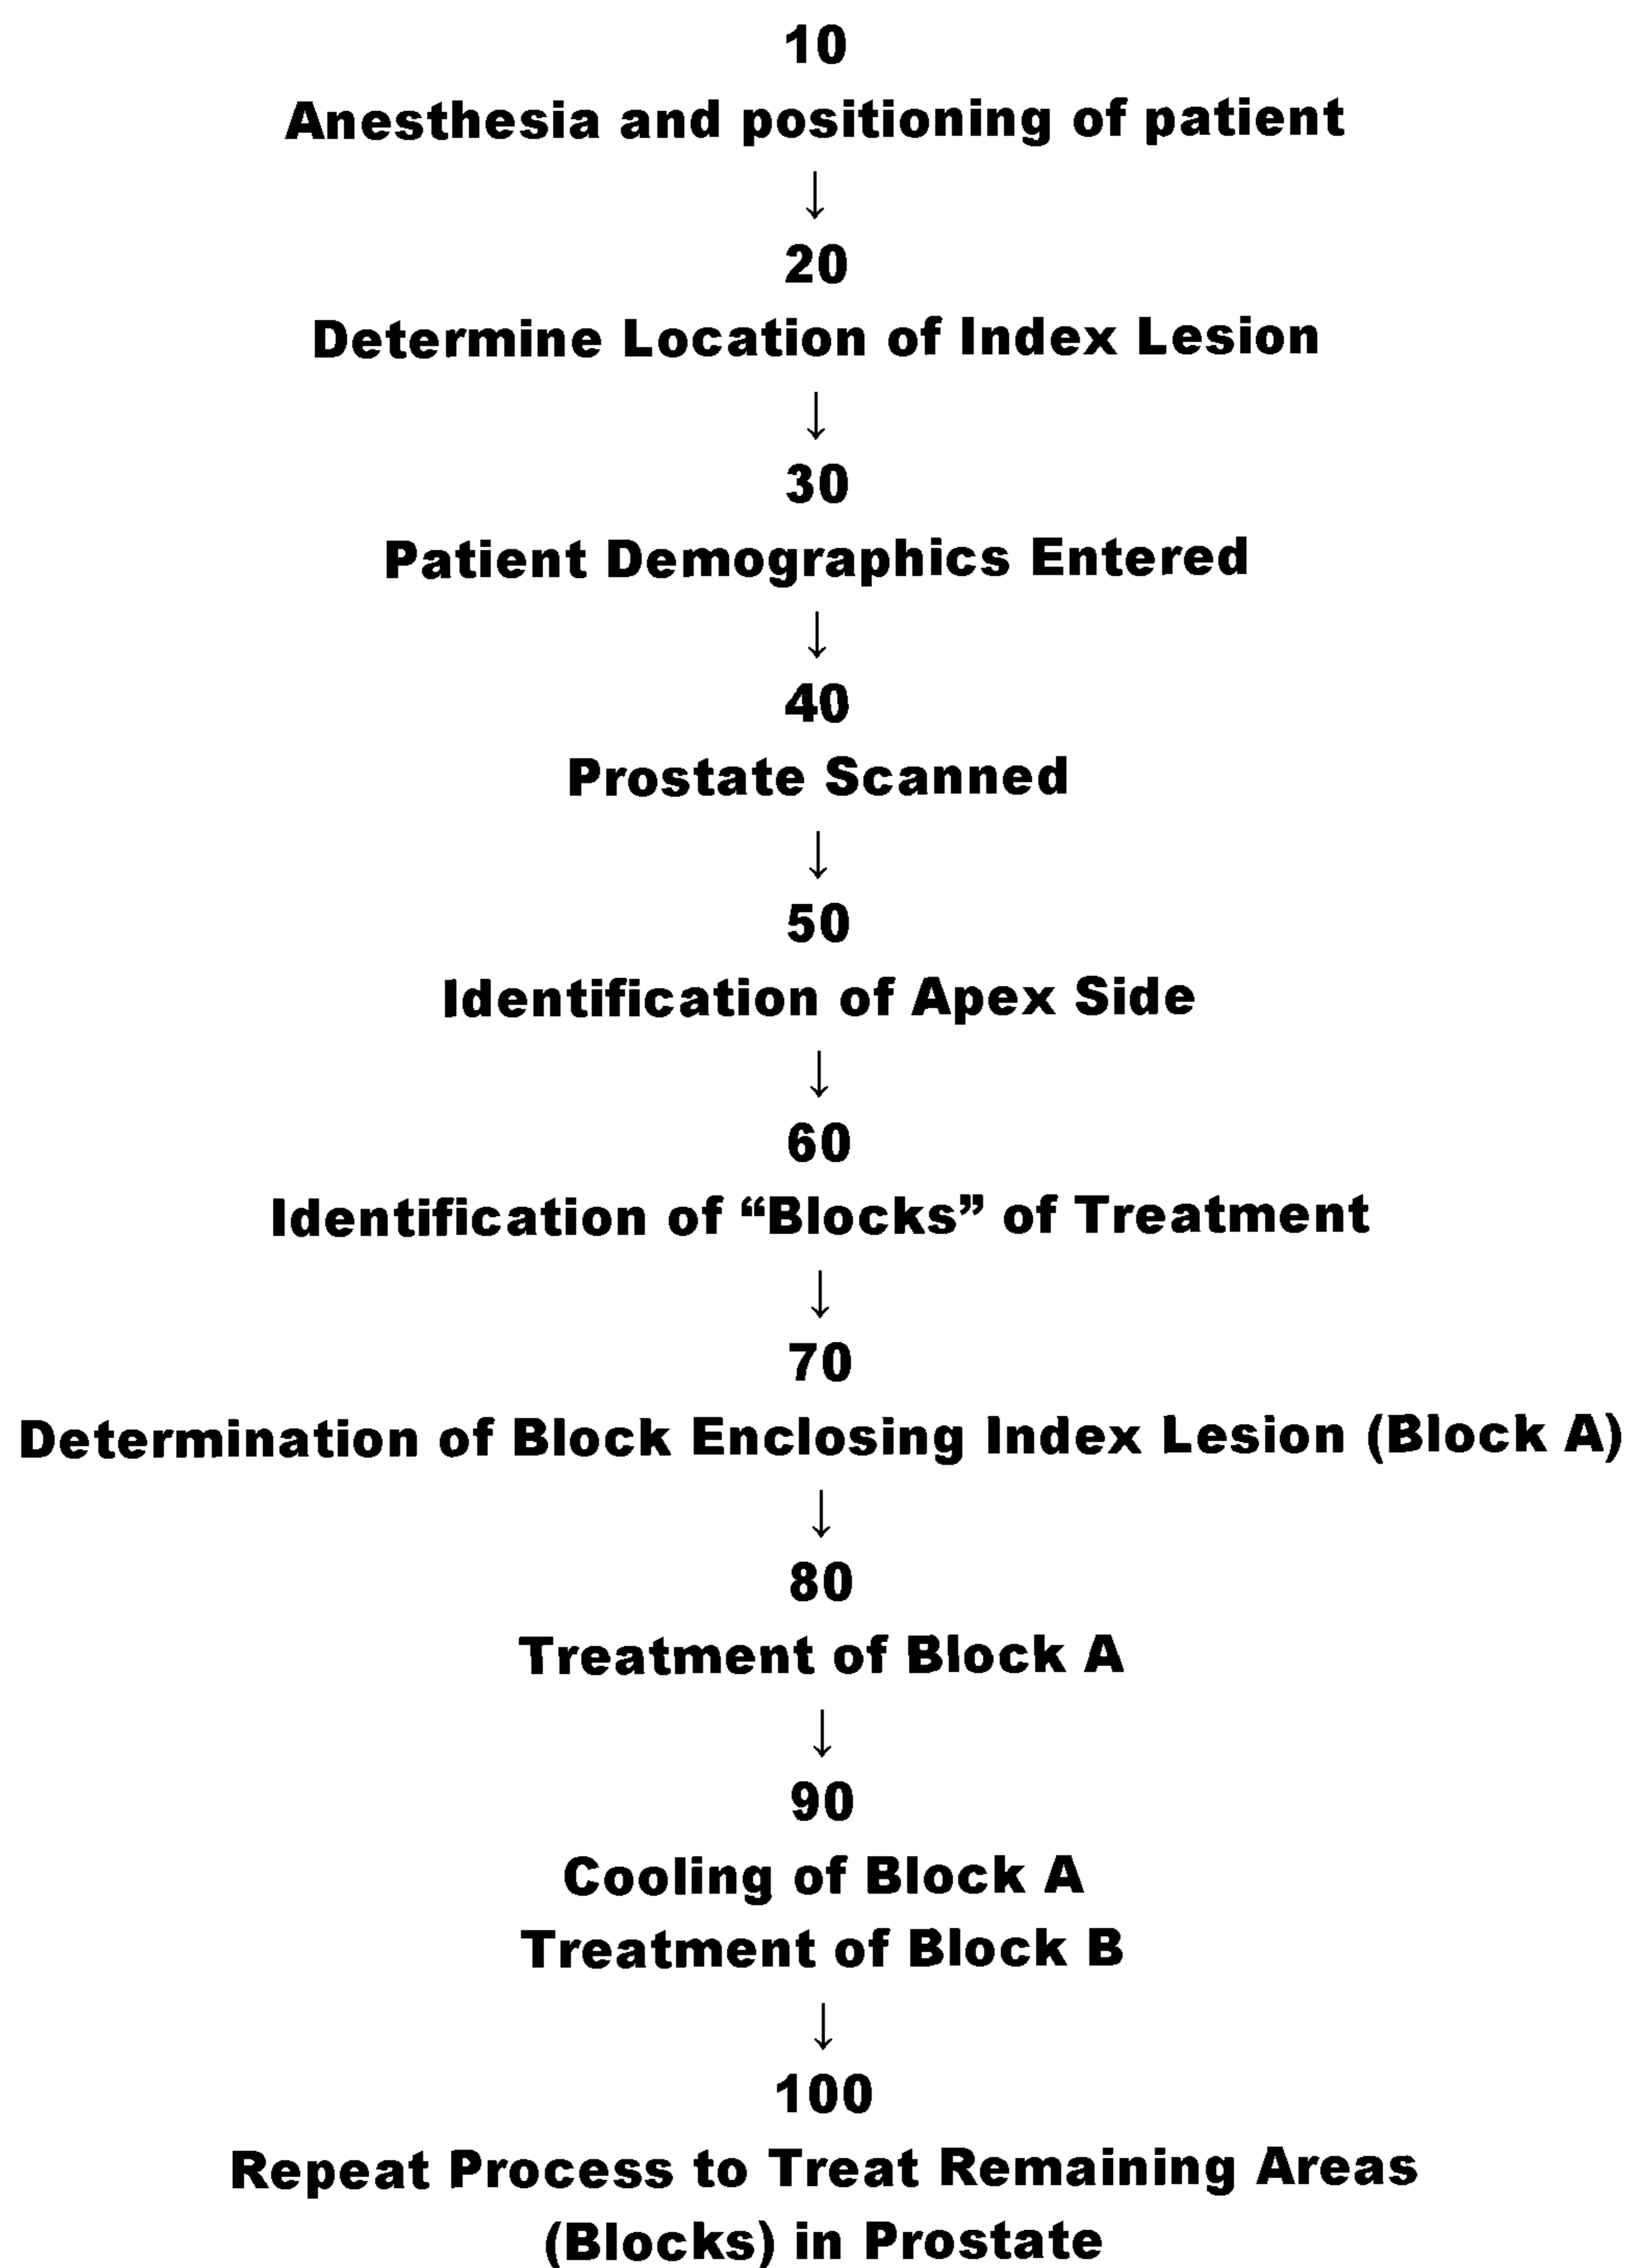 10
Anesthesia and positioning of patient
↓
20
Determine Location of Index Lesion
↓
30
Patient Demographics Entered
↓
40
Prostate Scanned
↓
50
Identification of Apex Side
↓
60
Identification of “Blocks” of Treatment
↓
70
Determination of Block Enclosing Index Lesion (Block A)
↓
80
Treatment of Block A
↓
90
Cooling of Block A
Treatment of Block B
↓
100
Repeat Process to Treat Remaining Areas
(Blocks) in Prostate